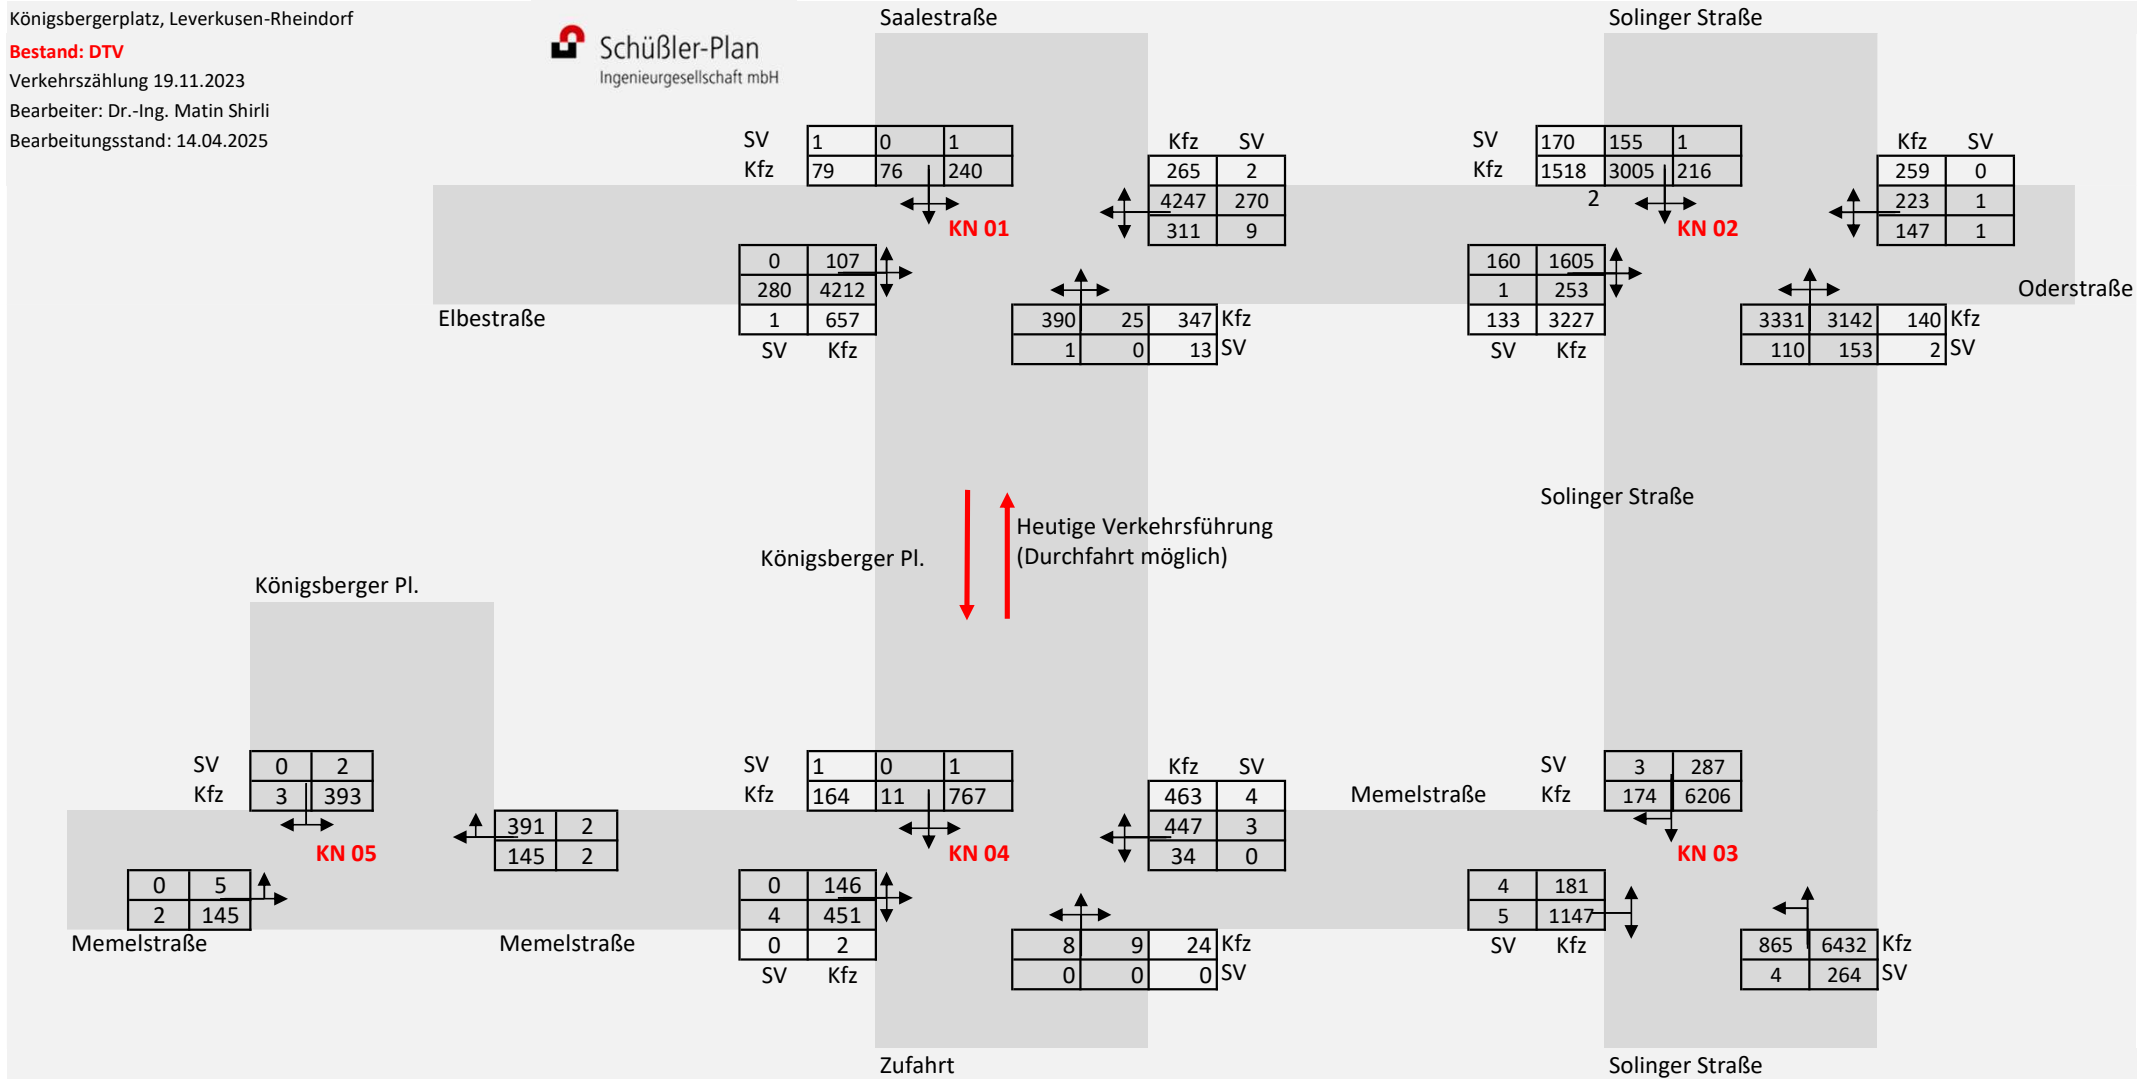 Königsbergerplatz, Leverkusen-Rheindorf
Bestand: DTV
Verkehrszählung 19.11.2023
Bearbeiter: Dr.-Ing. Matin Shirli
Bearbeitungsstand: 14.04.2025
Schüßler-Plan
Ingenieurgesellschaft mbH
Saalestraße
Solinger Straße
SV 1 0 1
Kfz 79 76 240
Kfz SV
265 2
4247 270
311 9
KN 01
0 107
280 4212
1 657
SV Kfz
Elbestraße
390 25 347 Kfz
1 0 13 SV
SV 170 155 1
Kfz 1518 3005 216
2
Kfz SV
259 0
223 1
147 1
KN 02
160 1605
1 253
133 3227
SV Kfz
Oderstraße
3331 3142 140 Kfz
110 153 2 SV
Solinger Straße
Heutige Verkehrsführung
(Durchfahrt möglich)
Königsberger Pl.
Königsberger Pl.
SV 0 2
Kfz 3 393
391 2
145 2
KN 05
0 5
2 145
Memelstraße
Memelstraße
SV 1 0 1
Kfz 164 11 767
Kfz SV
463 4
447 3
34 0
KN 04
0 146
4 451
0 2
SV Kfz
8 9 24 Kfz
0 0 0 SV
Memelstraße
SV 3 287
Kfz 174 6206
KN 03
4 181
5 1147
SV Kfz
865 6432 Kfz
4 264 SV
Zufahrt
Solinger Straße